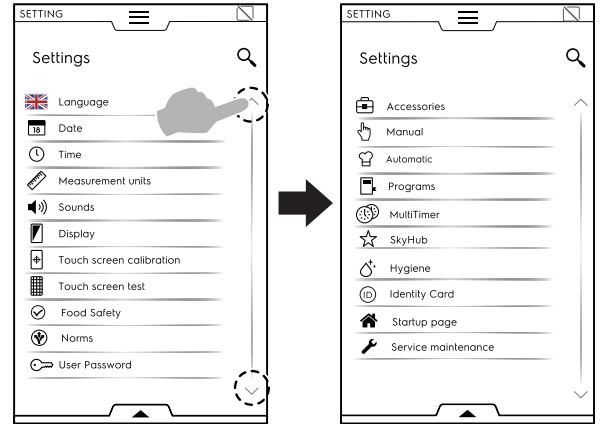 SETTING
Settings
Language
18 Date
Time
Measurement units
Sounds
Display
Touch screen calibration
Touch screen test
Food Safety
Norms
User Password
SETTING
Settings
Accessories
Manual
Automatic
Programs
MultiTimer
SkyHub
Hygiene
ID Identity Card
Startup page
Service maintenance